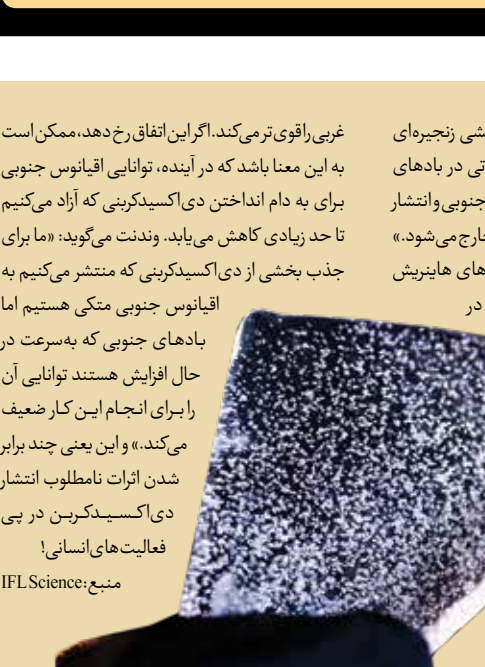 شی زنجیره‌ای
تی در بادهای
جنوبی و انتشار
خارج می‌شود.»
های هاینریش
در
غربی را قوی‌تر می‌کند. اگر این اتفاق رخ دهد، ممکن است
به این معنا باشد که در آینده، توانایی اقیانوس جنوبی
برای به دام انداختن دی‌اکسیدکربنی که آزاد می‌کنیم
تا حد زیادی کاهش می‌یابد. وندنت می‌گوید: «ما برای
جذب بخشی از دی‌اکسیدکربنی که منتشر می‌کنیم به
اقیانوس جنوبی متکی هستیم اما
بادهای جنوبی که به‌سرعت در
حال افزایش هستند توانایی آن
را برای انجام این کار ضعیف
می‌کند.» و این یعنی چند برابر
شدن اثرات نامطلوب انتشار
دی‌اکسیدکربن در پی
فعالیت‌های انسانی!
منبع: IFLScience